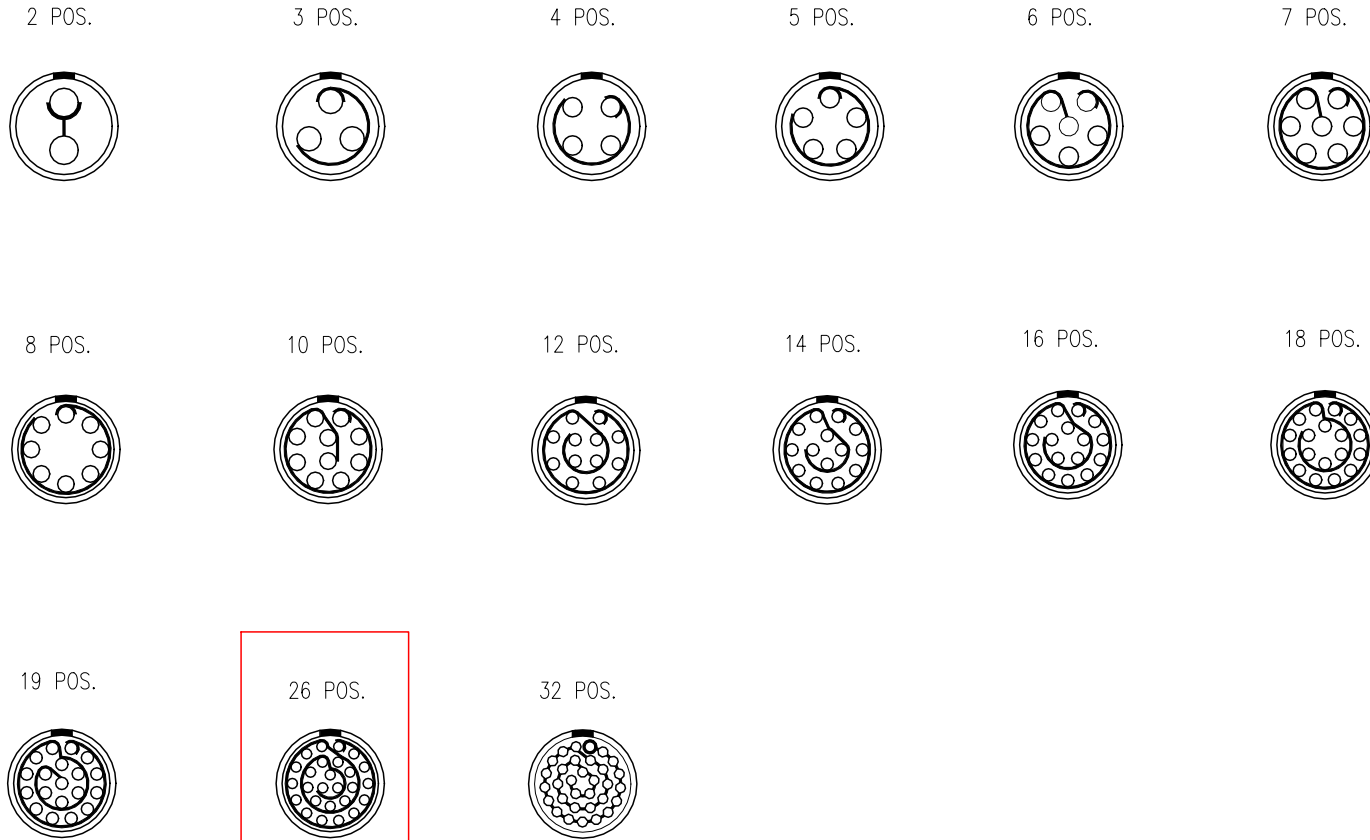 2 POS.
3 POS.
4 POS.
5 POS.
6 POS.
7 POS.
8 POS.
10 POS.
12 POS.
14 POS.
16 POS.
18 POS.
19 POS.
26 POS.
32 POS.